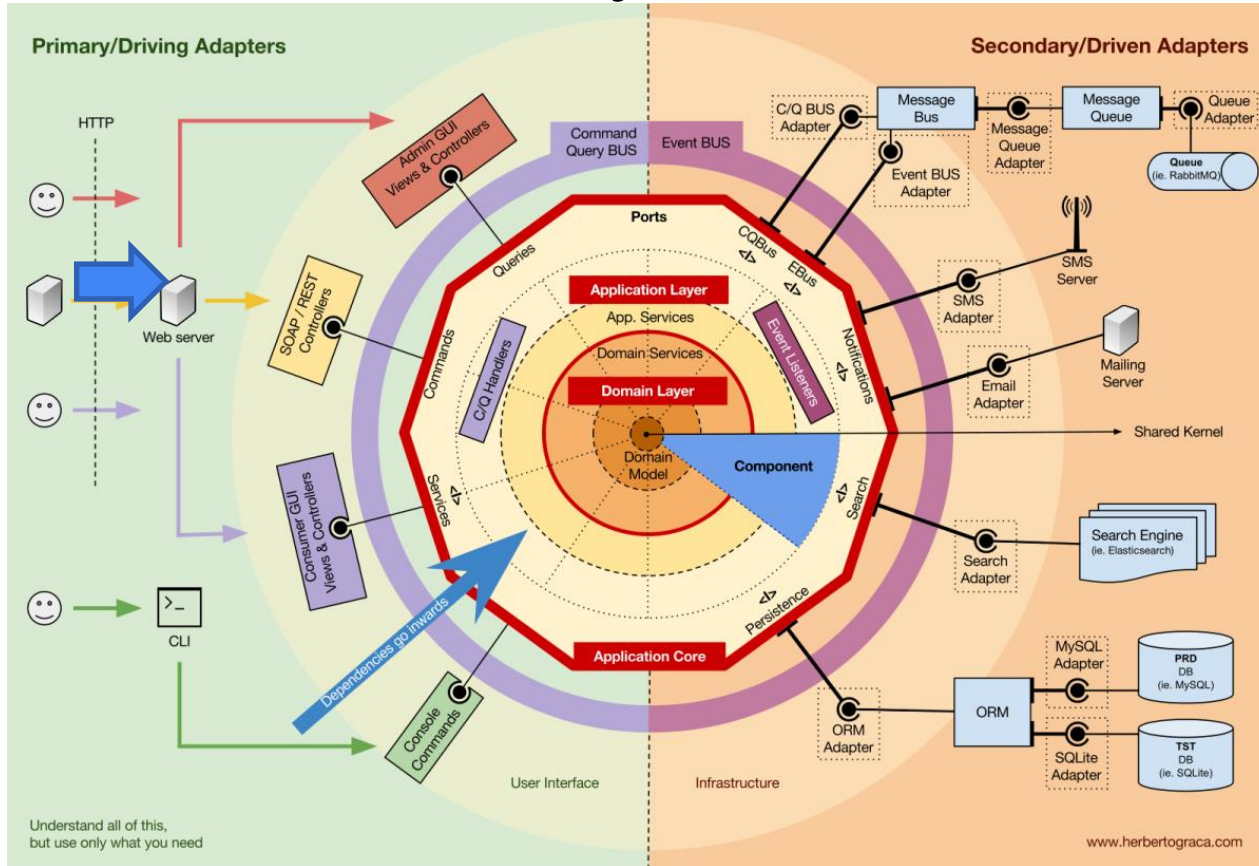 Primary/Driving Adapters
Secondary/Driven Adapters
HTTP
Web server
CLI
Admin GUI
Views & Controllers
SOAP / REST
Controllers
Consumer GUI
Views & Controllers
Console
Commands
Command
Query BUS
Event BUS
Ports
Queries
Commands
Services
CQBus
</>
EBus
</>
Notifications
</>
Search
</>
Persistence
</>
</>
Application Layer
App. Services
Domain Services
Domain Layer
Domain
Model
C/Q Handlers
Event Listeners
Component
Application Core
Dependencies go inwards
User Interface
Infrastructure
C/Q BUS
Adapter
Message
Bus
Event BUS
Adapter
Message
Queue
Adapter
Message
Queue
Queue
Adapter
Queue
(ie. RabbitMQ)
SMS
Server
SMS
Adapter
Mailing
Server
Email
Adapter
Shared Kernel
Search Engine
(ie. Elasticsearch)
Search
Adapter
ORM
Adapter
ORM
MySQL
Adapter
PRD
DB
(ie. MySQL)
SQLite
Adapter
TST
DB
(ie. SQLite)
Understand all of this,
but use only what you need
www.herbertograca.com